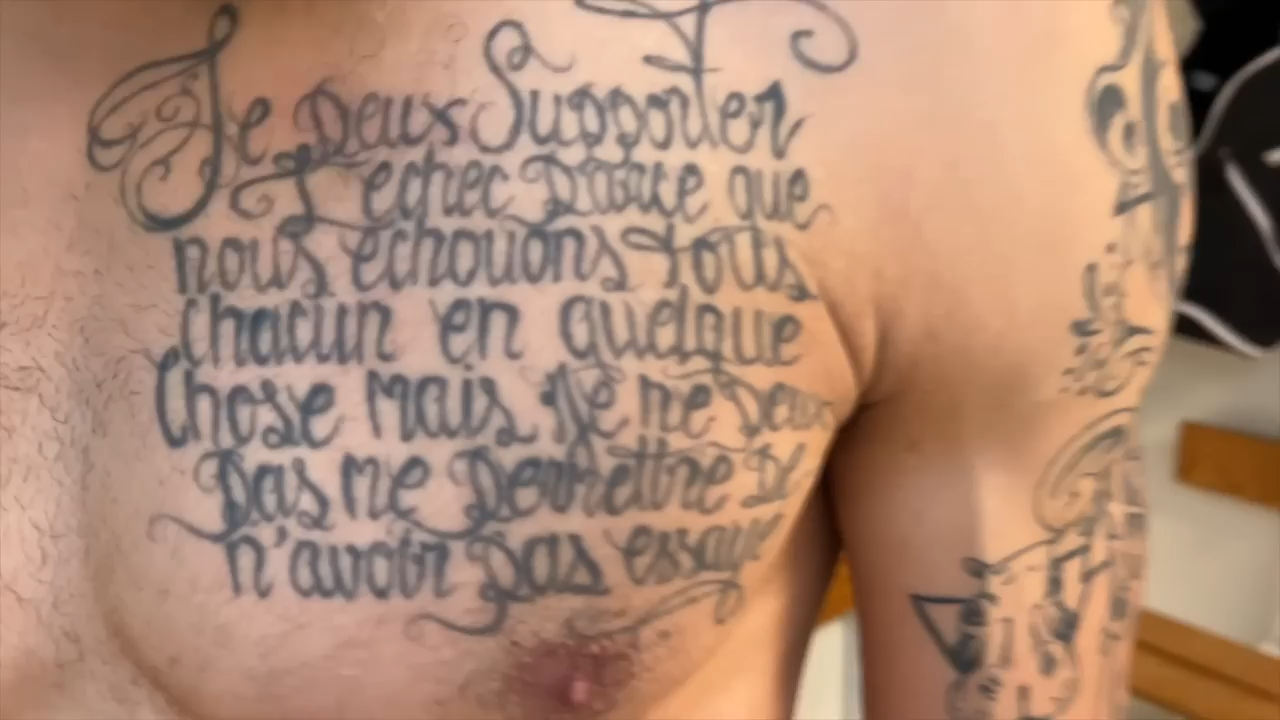 Je peux Supporter
L'echec parce que
nous échouons tous
chacun en quelque
Chose mais Je ne peux
pas me permettre de
n'avoir pas essayé